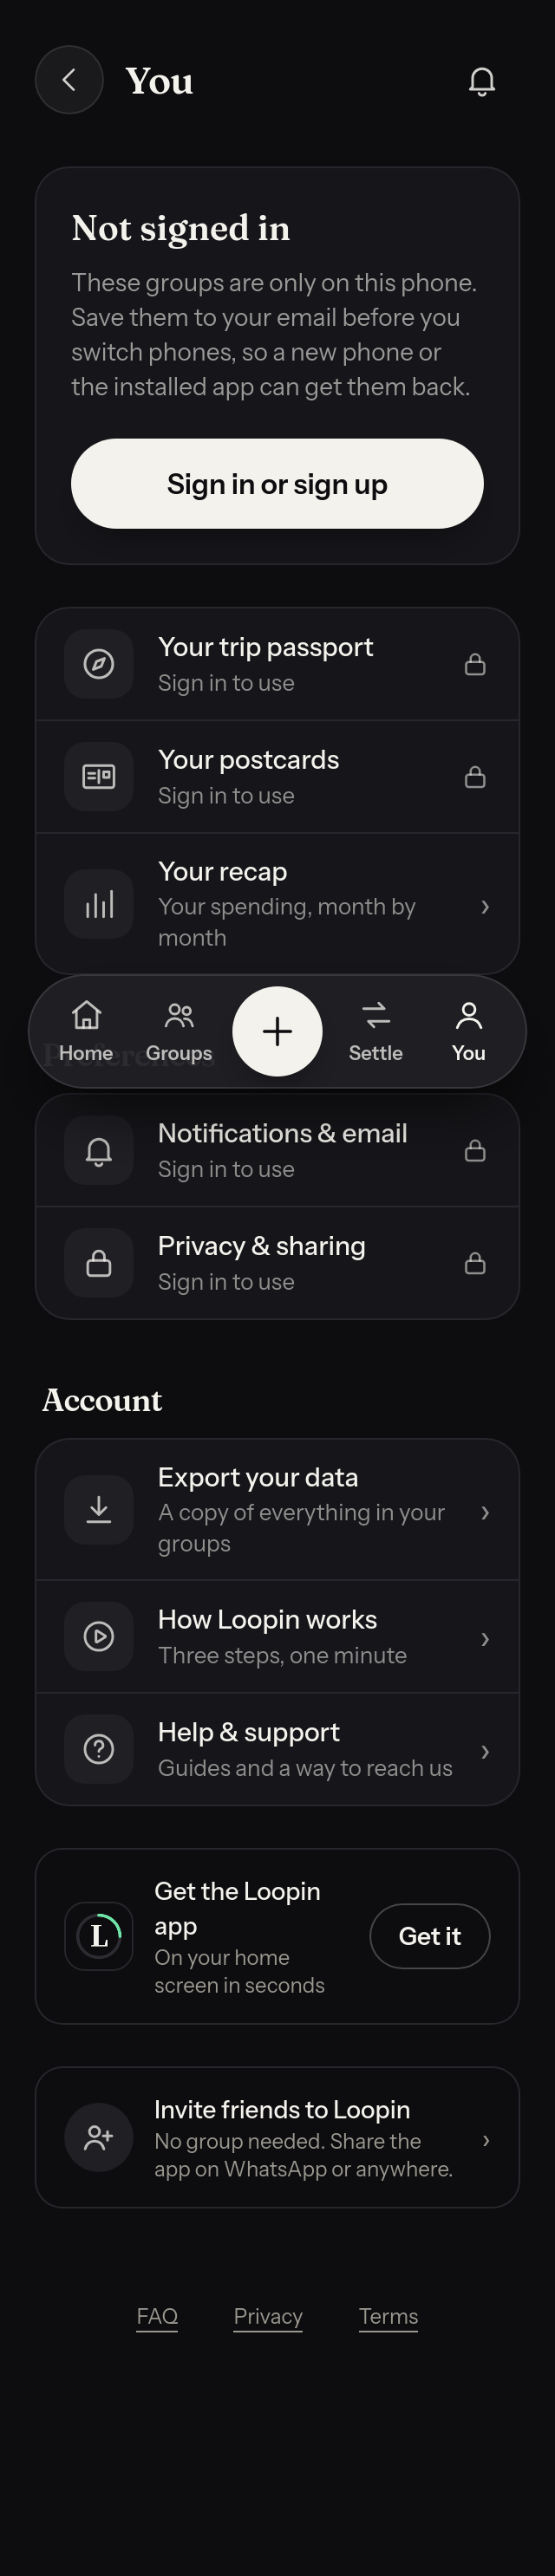 You
Not signed in
These groups are only on this phone.
Save them to your email before you
switch phones, so a new phone or
the installed app can get them back.
Sign in or sign up
Your trip passport
Sign in to use
Your postcards
Sign in to use
Your recap
Your spending, month by
month
Preferences
Home
Groups
Settle
You
Notifications & email
Sign in to use
Privacy & sharing
Sign in to use
Account
Export your data
A copy of everything in your
groups
How Loopin works
Three steps, one minute
Help & support
Guides and a way to reach us
L
Get the Loopin
app
On your home
screen in seconds
Get it
Invite friends to Loopin
No group needed. Share the
app on WhatsApp or anywhere.
FAQ
Privacy
Terms